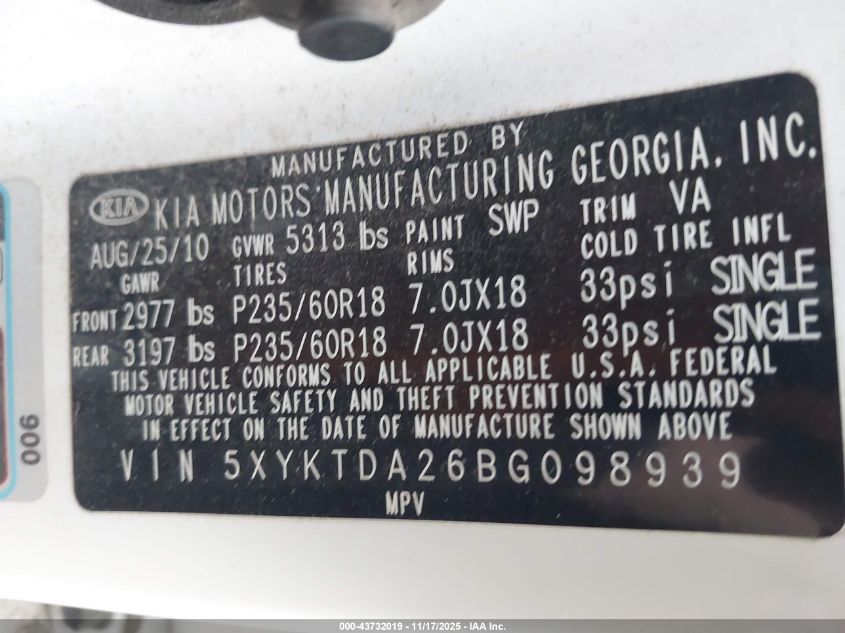 MANUFACTURED BY
KIA KIA MOTORS MANUFACTURING GEORGIA, INC.
AUG/25/10 GVWR 5313 lbs PAINT SWP TRIM VA
GAWR TIRES RIMS COLD TIRE INFL
FRONT 2977 lbs P235/60R18 7.0JX18 33psi SINGLE
REAR 3197 lbs P235/60R18 7.0JX18 33psi SINGLE
THIS VEHICLE CONFORMS TO ALL APPLICABLE U.S.A. FEDERAL
MOTOR VEHICLE SAFETY AND THEFT PREVENTION STANDARDS
IN EFFECT ON THE DATE OF MANUFACTURE SHOWN ABOVE
VIN 5XYKTDA26BG098939
MPV
006
000-43732019 - 11/17/2025 - IAA Inc.